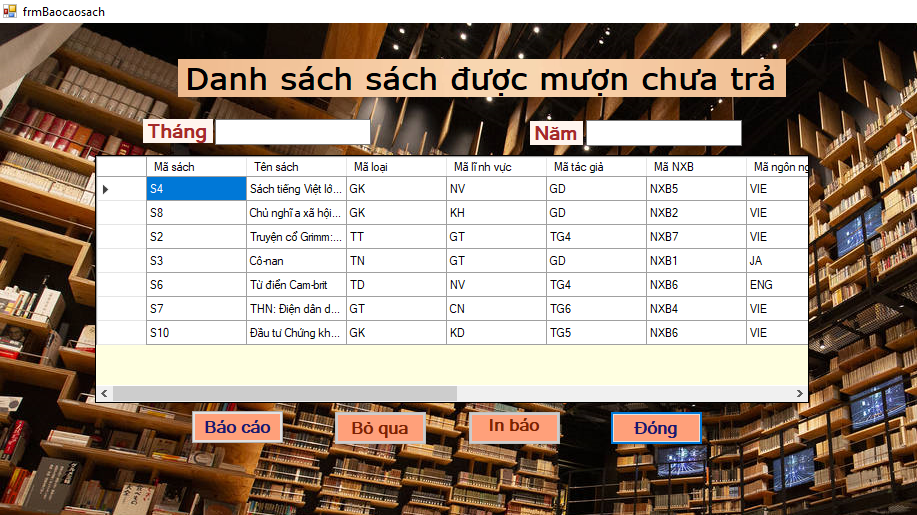 frmBaocaosach
Danh sách sách được mượn chưa trả
Tháng Năm
Mã sách Tên sách Mã loại Mã lĩnh vực Mã tác giả Mã NXB Mã ngôn ng
S4 Sách tiếng Việt lớ... GK NV GD NXB5 VIE
S8 Chủ nghĩa xã hội... GK KH GD NXB2 VIE
S2 Truyện cổ Grimm:... TT GT TG4 NXB7 VIE
S3 Cô-nan TN GT GD NXB1 JA
S6 Từ điển Cam-brit TD NV TG4 NXB6 ENG
S7 THN: Điện dân d... GT CN TG6 NXB4 VIE
S10 Đầu tư Chứng kh... GK KD TG5 NXB6 VIE
Báo cáo Bỏ qua In báo Đóng